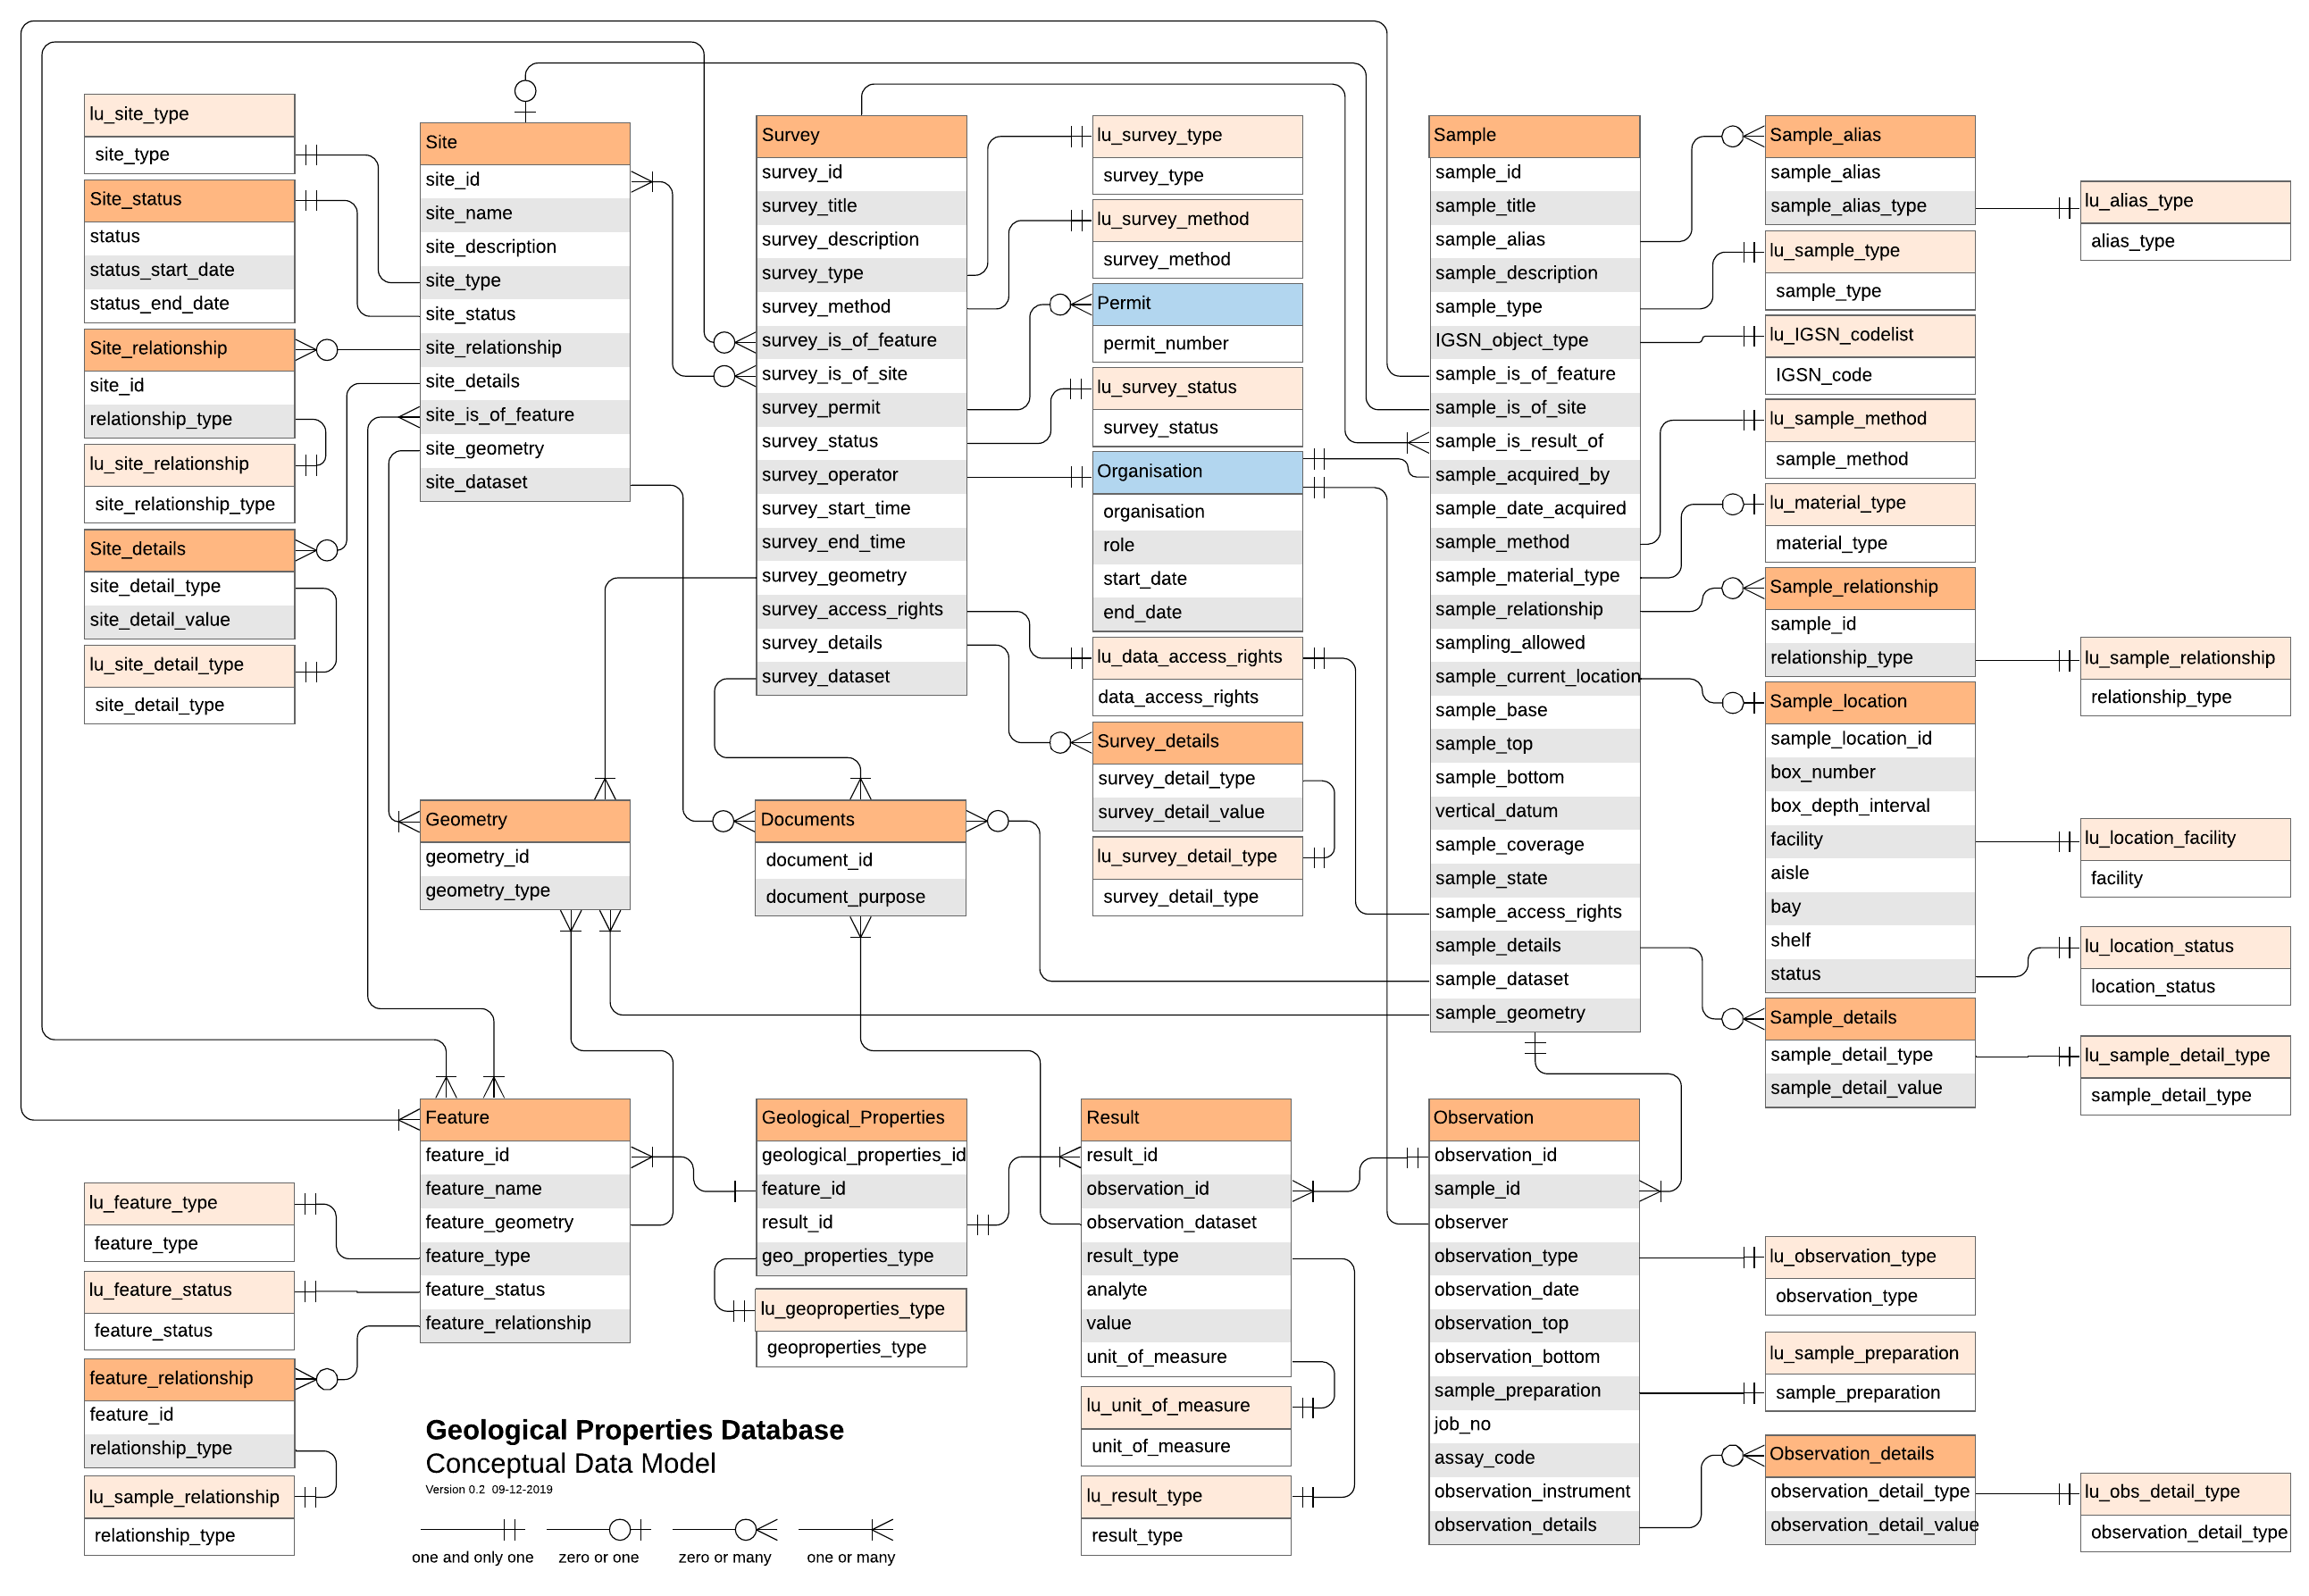 lu_site_type
site_type
Site_status
status
status_start_date
status_end_date
Site_relationship
site_id
relationship_type
lu_site_relationship
site_relationship_type
Site_details
site_detail_type
site_detail_value
lu_site_detail_type
site_detail_type
Site
site_id
site_name
site_description
site_type
site_status
site_relationship
site_details
site_is_of_feature
site_geometry
site_dataset
Survey
survey_id
survey_title
survey_description
survey_type
survey_method
survey_is_of_feature
survey_is_of_site
survey_permit
survey_status
survey_operator
survey_start_time
survey_end_time
survey_geometry
survey_access_rights
survey_details
survey_dataset
lu_survey_type
survey_type
lu_survey_method
survey_method
Permit
permit_number
lu_survey_status
survey_status
Organisation
organisation
role
start_date
end_date
lu_data_access_rights
data_access_rights
Survey_details
survey_detail_type
survey_detail_value
lu_survey_detail_type
survey_detail_type
Sample
sample_id
sample_title
sample_alias
sample_description
sample_type
IGSN_object_type
sample_is_of_feature
sample_is_of_site
sample_is_result_of
sample_acquired_by
sample_date_acquired
sample_method
sample_material_type
sample_relationship
sampling_allowed
sample_current_location
sample_base
sample_top
sample_bottom
vertical_datum
sample_coverage
sample_state
sample_access_rights
sample_details
sample_dataset
sample_geometry
Sample_alias
sample_alias
sample_alias_type
lu_sample_type
sample_type
lu_IGSN_codelist
IGSN_code
lu_sample_method
sample_method
lu_material_type
material_type
Sample_relationship
sample_id
relationship_type
Sample_location
sample_location_id
box_number
box_depth_interval
facility
aisle
bay
shelf
status
Sample_details
sample_detail_type
sample_detail_value
lu_alias_type
alias_type
lu_sample_relationship
relationship_type
lu_location_facility
facility
lu_location_status
location_status
lu_sample_detail_type
sample_detail_type
Geometry
geometry_id
geometry_type
Documents
document_id
document_purpose
Feature
feature_id
feature_name
feature_geometry
feature_type
feature_status
feature_relationship
lu_feature_type
feature_type
lu_feature_status
feature_status
feature_relationship
feature_id
relationship_type
lu_sample_relationship
relationship_type
Geological_Properties
geological_properties_id
feature_id
result_id
geo_properties_type
lu_geoproperties_type
geoproperties_type
Result
result_id
observation_id
observation_dataset
result_type
analyte
value
unit_of_measure
lu_unit_of_measure
unit_of_measure
lu_result_type
result_type
Observation
observation_id
sample_id
observer
observation_type
observation_date
observation_top
observation_bottom
sample_preparation
job_no
assay_code
observation_instrument
observation_details
lu_observation_type
observation_type
lu_sample_preparation
sample_preparation
Observation_details
observation_detail_type
observation_detail_value
lu_obs_detail_type
observation_detail_type
Geological Properties Database
Conceptual Data Model
Version 0.2 09-12-2019
one and only one
zero or one
zero or many
one or many